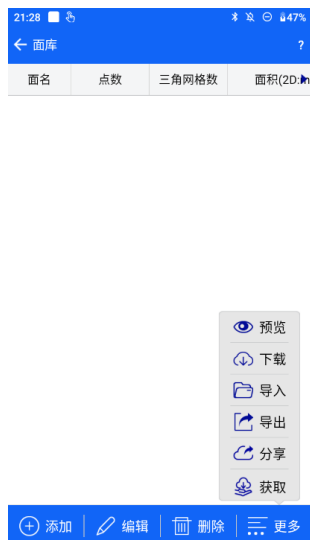 21:28 47%
面库 ?
面名 点数 三角网格数 面积(2D:m
预览
下载
导入
导出
分享
获取
添加 编辑 删除 更多